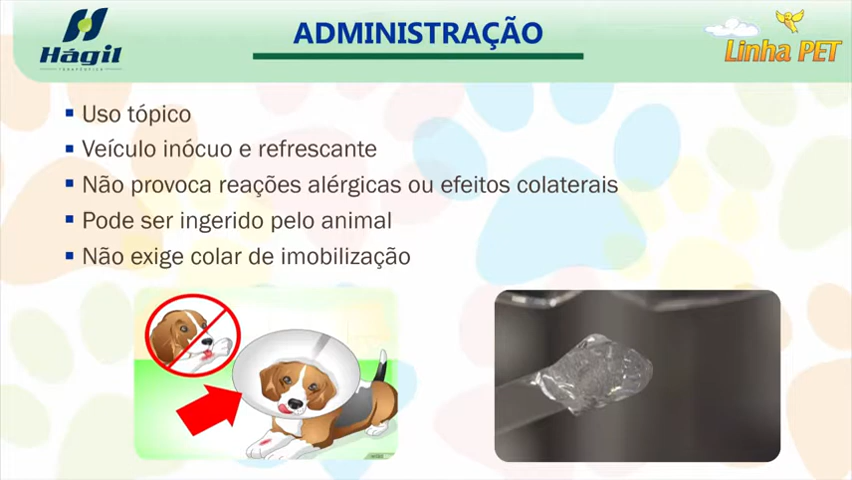 Hágil
TERAPÊUTICA
ADMINISTRAÇÃO
Linha PET
Uso tópico
Veículo inócuo e refrescante
Não provoca reações alérgicas ou efeitos colaterais
Pode ser ingerido pelo animal
Não exige colar de imobilização